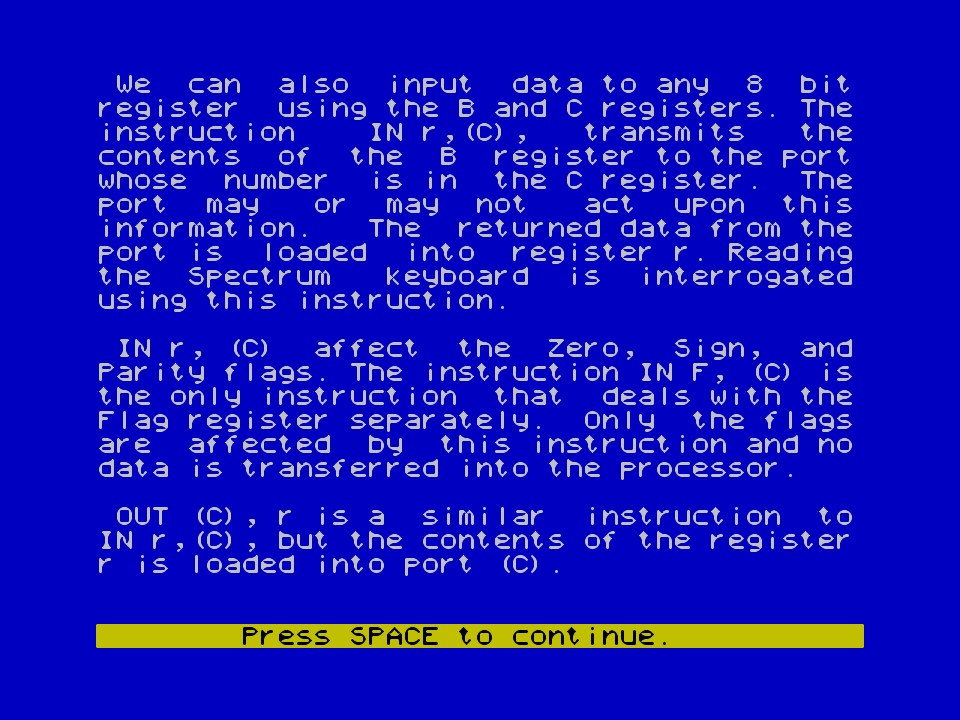 We can also input data to any 8 bit
register using the B and C registers. The
instruction IN r,(C), transmits the
contents of the B register to the port
whose number is in the C register. The
port may or may not act upon this
information. The returned data from the
port is loaded into register r. Reading
the Spectrum keyboard is interrogated
using this instruction.
IN r, (C) affect the Zero, Sign, and
Parity flags. The instruction IN F, (C) is
the only instruction that deals with the
Flag register separately. Only the flags
are affected by this instruction and no
data is transferred into the processor.
OUT (C), r is a similar instruction to
IN r,(C), but the contents of the register
r is loaded into port (C).
Press SPACE to continue.